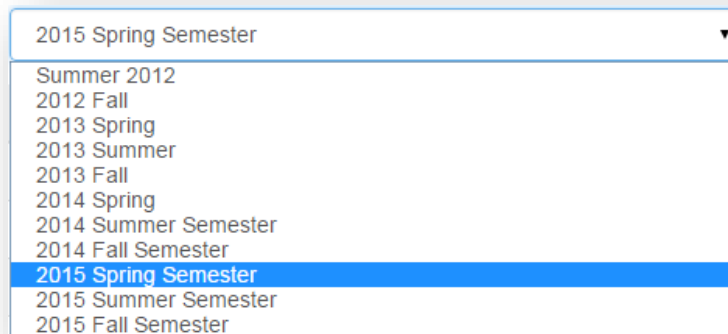 2015 Spring Semester
Summer 2012
2012 Fall
2013 Spring
2013 Summer
2013 Fall
2014 Spring
2014 Summer Semester
2014 Fall Semester
2015 Spring Semester
2015 Summer Semester
2015 Fall Semester